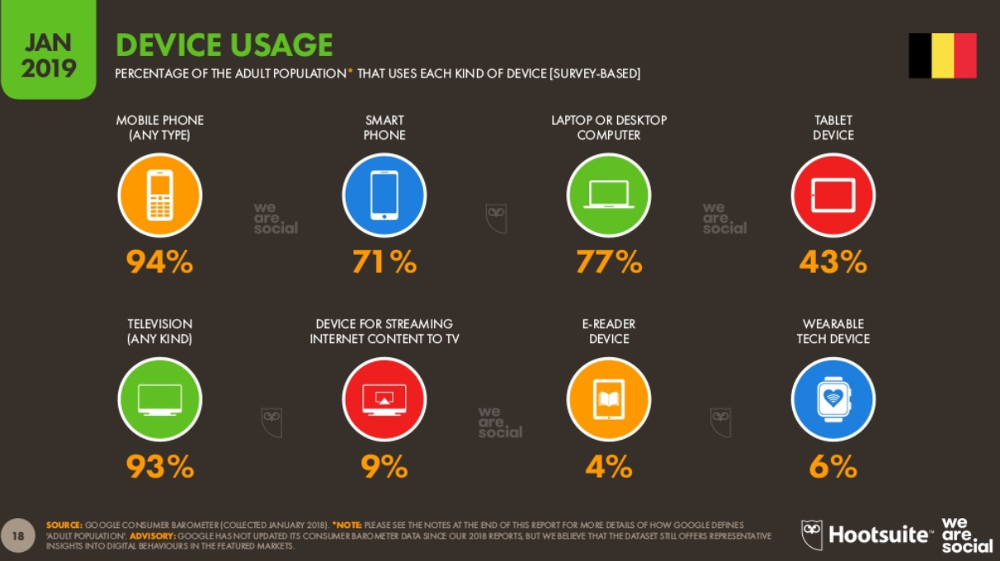 JAN
2019
DEVICE USAGE
PERCENTAGE OF THE ADULT POPULATION* THAT USES EACH KIND OF DEVICE [SURVEY-BASED]
MOBILE PHONE
(ANY TYPE)
SMART
PHONE
LAPTOP OR DESKTOP
COMPUTER
TABLET
DEVICE
we
are
social
we
are
social
94%
71%
77%
43%
TELEVISION
(ANY KIND)
DEVICE FOR STREAMING
INTERNET CONTENT TO TV
E-READER
DEVICE
WEARABLE
TECH DEVICE
we
are
social
93%
9%
4%
6%
18
SOURCE: GOOGLE CONSUMER BAROMETER (COLLECTED JANUARY 2018). *NOTE: PLEASE SEE THE NOTES AT THE END OF THIS REPORT FOR MORE DETAILS OF HOW GOOGLE DEFINES
'ADULT POPULATION'. ADVISORY: GOOGLE HAS NOT UPDATED ITS CONSUMER BAROMETER DATA SINCE OUR 2018 REPORTS, BUT WE BELIEVE THAT THE DATASET STILL OFFERS REPRESENTATIVE
INSIGHTS INTO DIGITAL BEHAVIOURS IN THE FEATURED MARKETS.
Hootsuite™
we
are
social